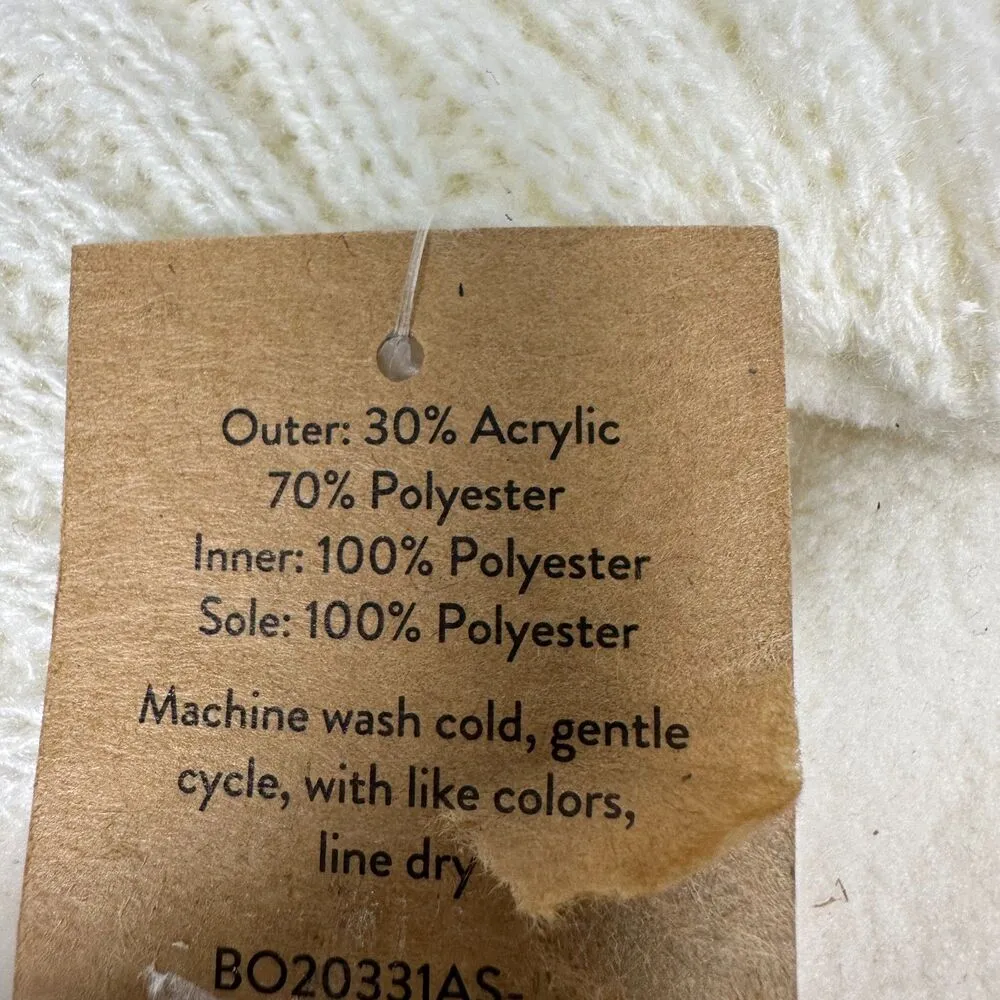 Outer: 30% Acrylic
70% Polyester
Inner: 100% Polyester
Sole: 100% Polyester
Machine wash cold, gentle
cycle, with like colors,
line dry
BO20331AS-